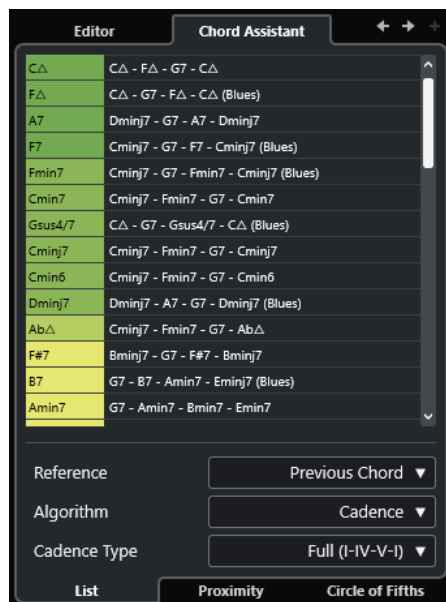 Editor Chord Assistant
C△ C△ - F△ - G7 - C△
F△ C△ - G7 - F△ - C△ (Blues)
A7 Dminj7 - G7 - A7 - Dminj7
F7 Cminj7 - G7 - F7 - Cminj7 (Blues)
Fmin7 Cminj7 - G7 - Fmin7 - Cminj7 (Blues)
Cmin7 Cminj7 - Fmin7 - G7 - Cmin7
Gsus4/7 C△ - G7 - Gsus4/7 - C△ (Blues)
Cminj7 Cminj7 - Fmin7 - G7 - Cminj7
Cmin6 Cminj7 - Fmin7 - G7 - Cmin6
Dminj7 Dminj7 - A7 - G7 - Dminj7 (Blues)
Ab△ Cminj7 - Fmin7 - G7 - Ab△
F#7 Bminj7 - G7 - F#7 - Bminj7
B7 G7 - B7 - Amin7 - Eminj7 (Blues)
Amin7 G7 - Amin7 - Bmin7 - Emin7
Reference Previous Chord
Algorithm Cadence
Cadence Type Full (I-IV-V-I)
List Proximity Circle of Fifths